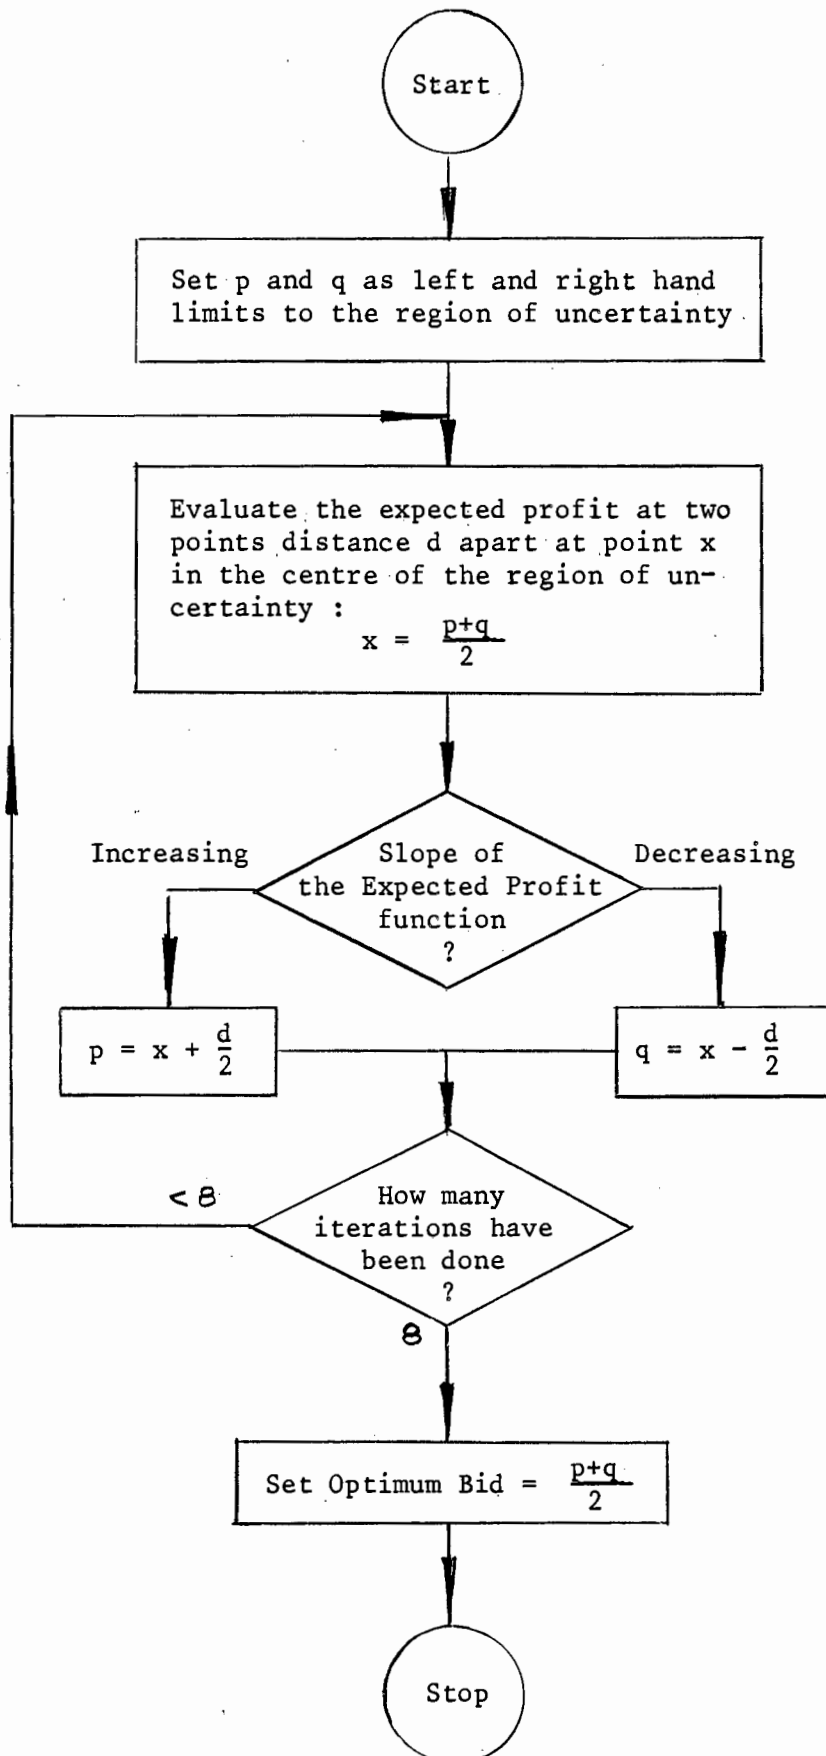 Start
Set p and q as left and right hand
limits to the region of uncertainty
Evaluate the expected profit at two
points distance d apart at point x
in the centre of the region of un-
certainty :
x = p+q
2
Increasing
Slope of
the Expected Profit
function
?
Decreasing
p = x + d/2
q = x - d/2
< 8
How many
iterations have
been done
?
8
Set Optimum Bid = p+q
2
Stop